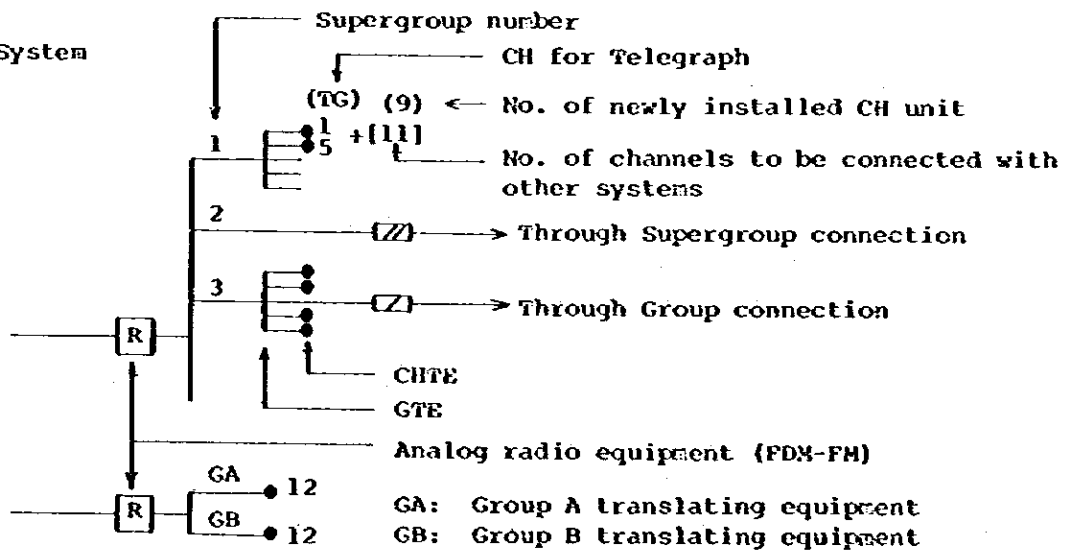 Supergroup number
System
CH for Telegraph
(TG) (9) No. of newly installed CH unit
1 1 +[11]
5
No. of channels to be connected with
other systems
2 Through Supergroup connection
3 Through Group connection
R
CHTE
GTE
Analog radio equipment (FDM-FM)
GA 12 GA: Group A translating equipment
R
GB 12 GB: Group B translating equipment